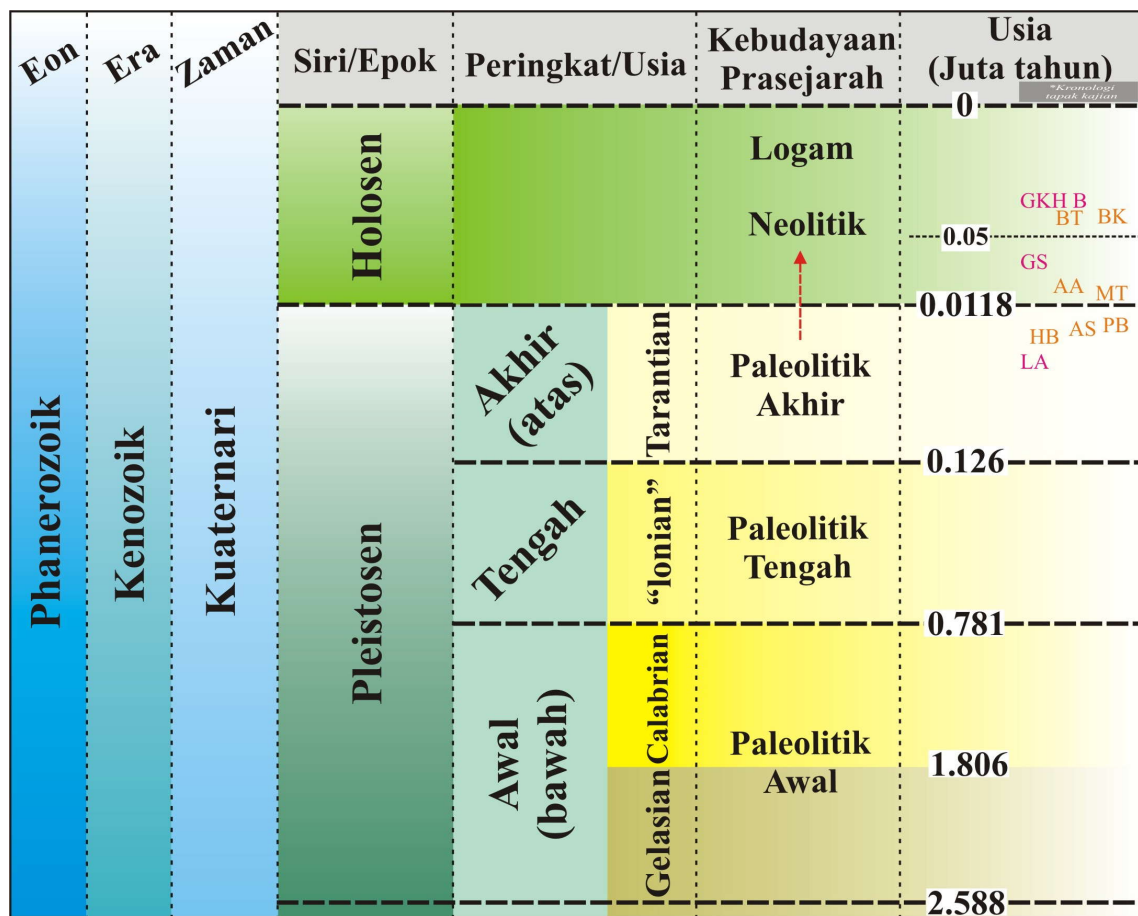 Eon
Era
Zaman
Siri/Epok
Peringkat/Usia
Kebudayaan
Prasejarah
Usia
(Juta tahun)
*Kronologi
tapak kajian
Phanerozoik
Kenozoik
Kuaternari
Holosen
Pleistosen
Akhir
(atas)
Tengah
Awal
(bawah)
Tarantian
“Ionian”
Calabrian
Gelasian
Logam
Neolitik
Paleolitik
Akhir
Paleolitik
Tengah
Paleolitik
Awal
0
GKH B
BT BK
0.05
GS
AA MT
0.0118
HB AS PB
LA
0.126
0.781
1.806
2.588